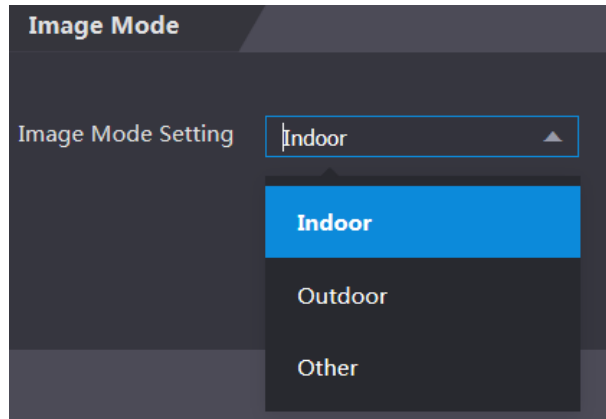 Image Mode
Image Mode Setting Indoor
Indoor
Outdoor
Other